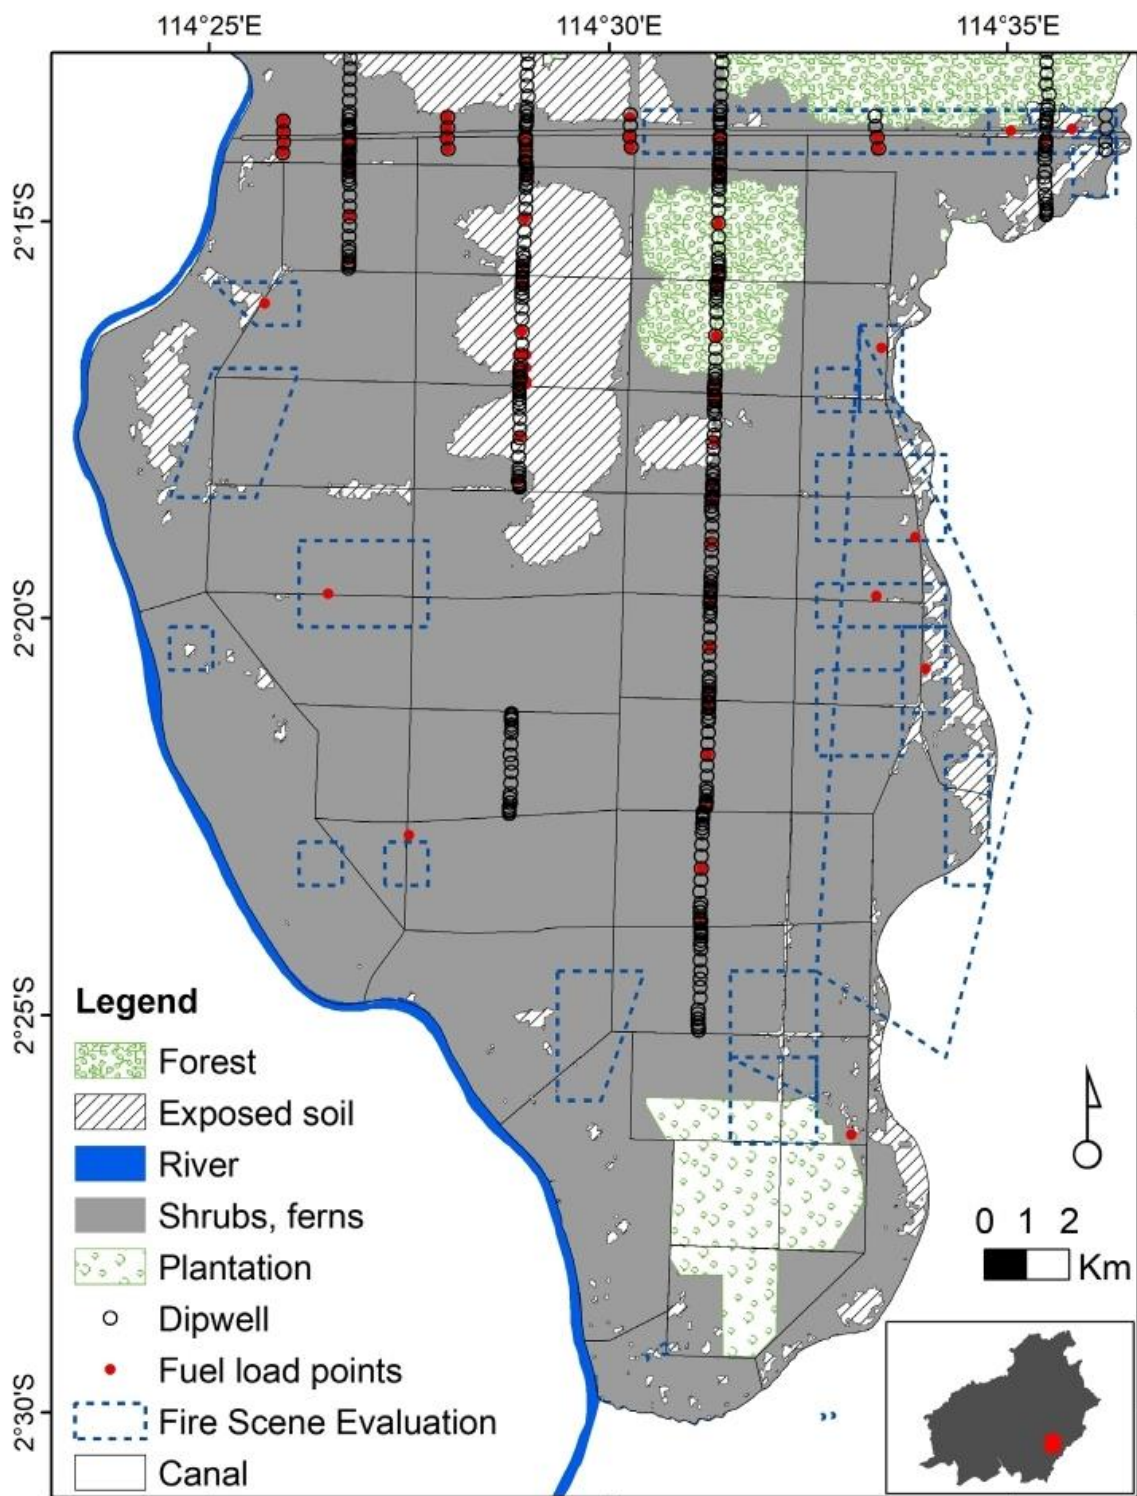 114°25'E 114°30'E 114°35'E
2°15'S
2°20'S
2°25'S
2°30'S
Legend
Forest
Exposed soil
River
Shrubs, ferns
Plantation
Dipwell
Fuel load points
Fire Scene Evaluation
Canal
0 1 2
Km